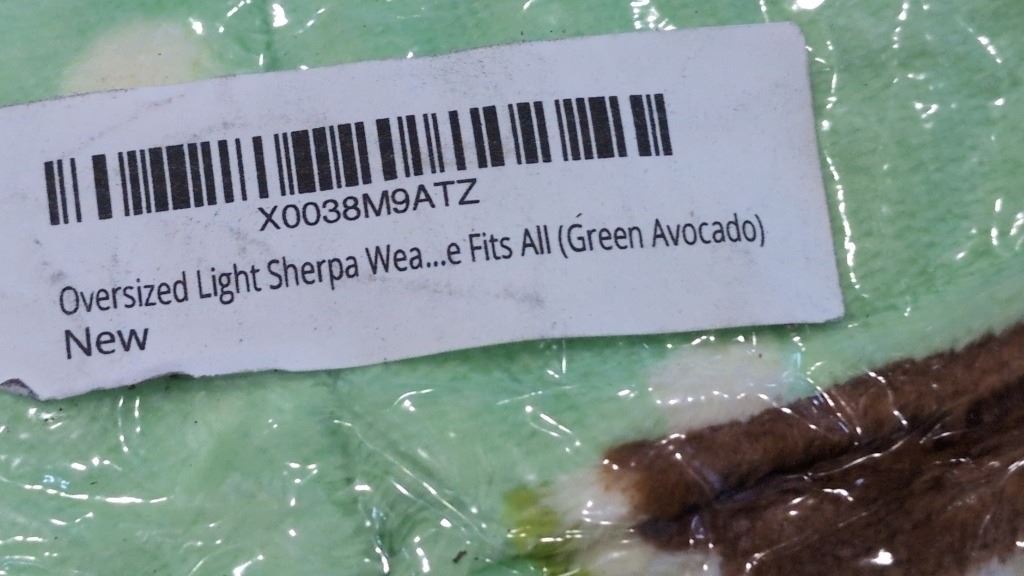 X0038M9ATZ
Oversized Light Sherpa Wea...e Fits All (Green Avocado)
New